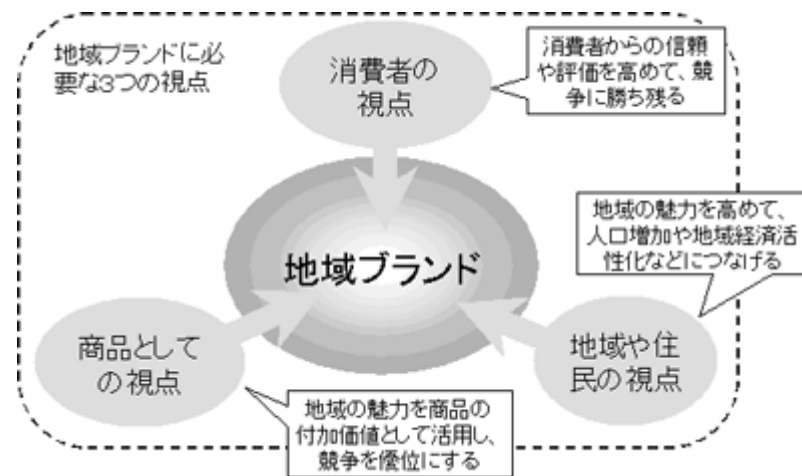 地域ブランドに必
要な3つの視点
消費者の
視点
消費者からの信頼
や評価を高めて、競
争に勝ち残る
地域の魅力を高めて、
人口増加や地域経済活
性化などにつなげる
地域ブランド
商品として
の視点
地域や住
民の視点
地域の魅力を商品の
付加価値として活用し、
競争を優位にする